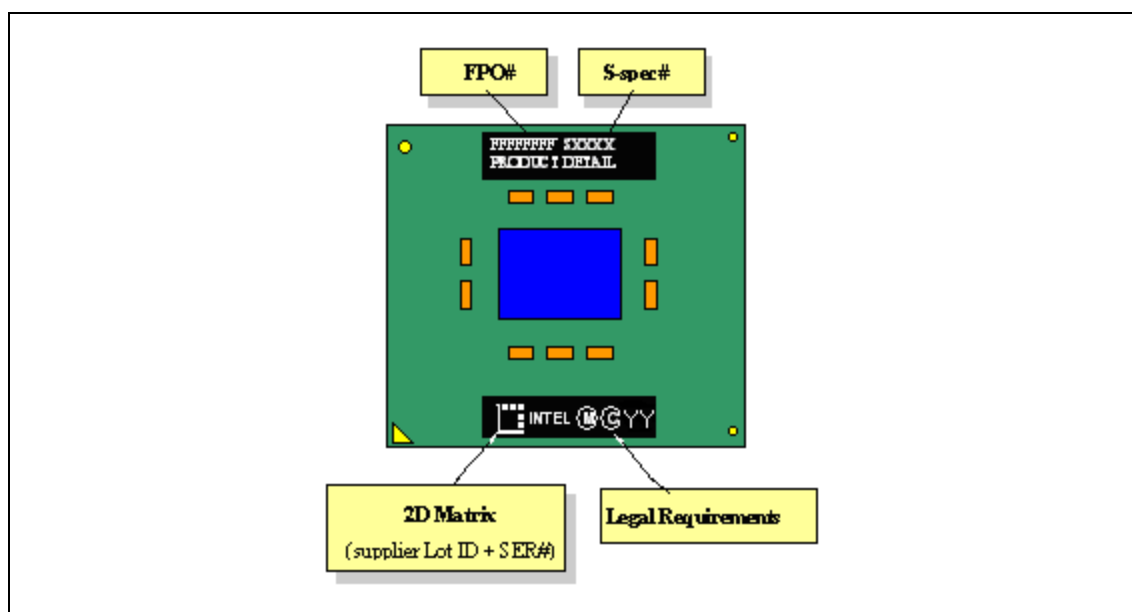 FPO#
S-spec#
FFFFFFFF SXXXX
PRODUCT DETAIL
INTEL Ⓜ Ⓒ YY
2D Matrix
(supplier Lot ID + SER#)
Legal Requirements